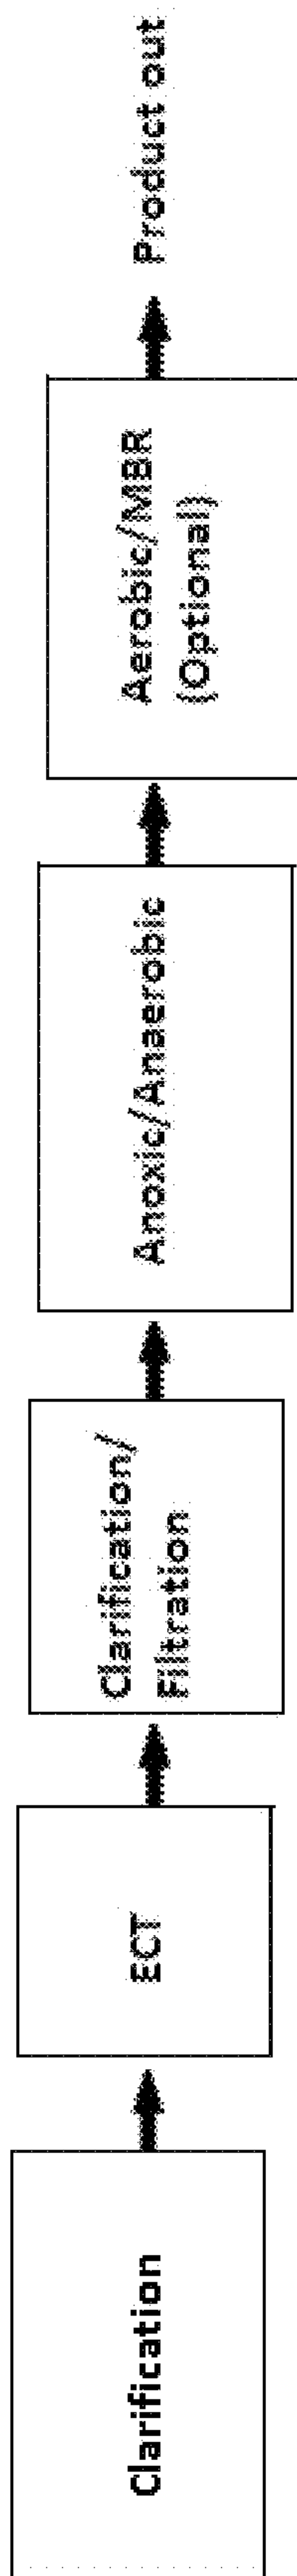 Clarification
ECT
Clarification/
Filtration
Anoxic/Anaerobic
Aerobic/MBR
(Optional)
Product out